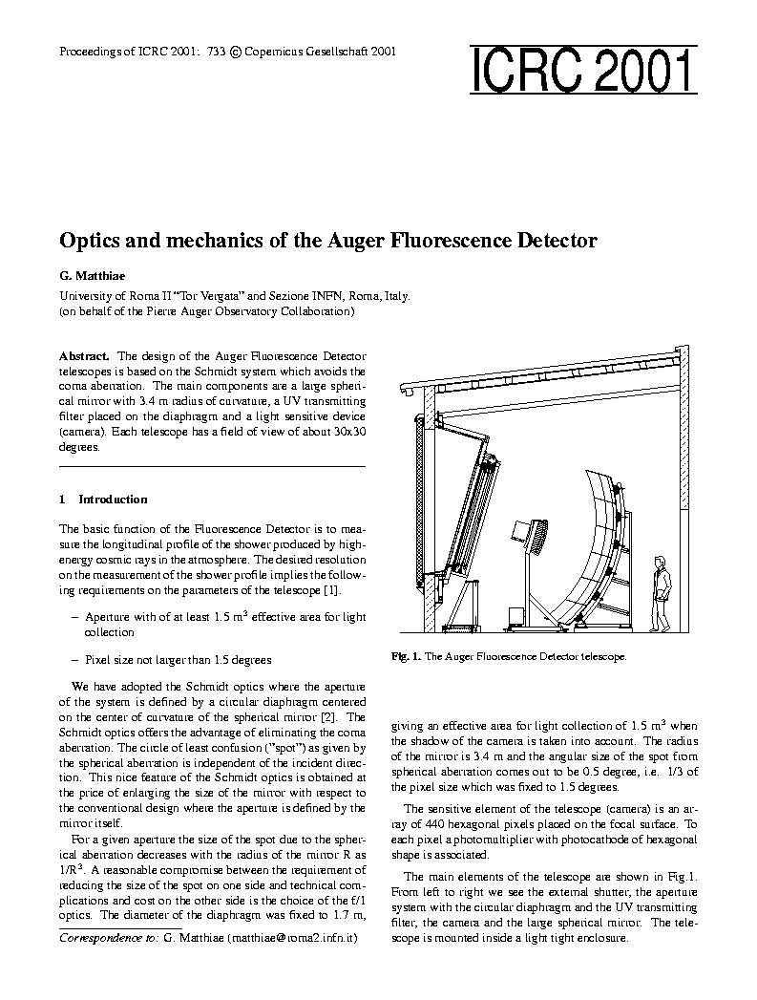 Proceedings of ICRC 2001: 733 © Copernicus Gesellschaft 2001
ICRC 2001
Optics and mechanics of the Auger Fluorescence Detector
G. Matthiae
University of Roma II “Tor Vergata” and Sezione INFN, Roma, Italy.
(on behalf of the Pierre Auger Observatory Collaboration)
Abstract. The design of the Auger Fluorescence Detector
telescopes is based on the Schmidt system which avoids the
coma aberration. The main components are a large spheri-
cal mirror with 3.4 m radius of curvature, a UV transmitting
filter placed on the diaphragm and a light sensitive device
(camera). Each telescope has a field of view of about 30x30
degrees.
1 Introduction
The basic function of the Fluorescence Detector is to mea-
sure the longitudinal profile of the shower produced by high-
energy cosmic rays in the atmosphere. The desired resolution
on the measurement of the shower profile implies the follow-
ing requirements on the parameters of the telescope [1].
– Aperture with of at least 1.5 m³ effective area for light
collection
– Pixel size not larger than 1.5 degrees
We have adopted the Schmidt optics where the aperture
of the system is defined by a circular diaphragm centered
on the center of curvature of the spherical mirror [2]. The
Schmidt optics offers the advantage of eliminating the coma
aberration. The circle of least confusion (”spot”) as given by
the spherical aberration is independent of the incident direc-
tion. This nice feature of the Schmidt optics is obtained at
the price of enlarging the size of the mirror with respect to
the conventional design where the aperture is defined by the
mirror itself.
For a given aperture the size of the spot due to the spher-
ical aberration decreases with the radius of the mirror R as
1/R³. A reasonable compromise between the requirement of
reducing the size of the spot on one side and technical com-
plications and cost on the other side is the choice of the f/1
optics. The diameter of the diaphragm was fixed to 1.7 m,
Correspondence to: G. Matthiae (matthiae@roma2.infn.it)
Fig. 1. The Auger Fluorescence Detector telescope.
giving an effective area for light collection of 1.5 m³ when
the shadow of the camera is taken into account. The radius
of the mirror is 3.4 m and the angular size of the spot from
spherical aberration comes out to be 0.5 degree, i.e. 1/3 of
the pixel size which was fixed to 1.5 degrees.
The sensitive element of the telescope (camera) is an ar-
ray of 440 hexagonal pixels placed on the focal surface. To
each pixel a photomultiplier with photocathode of hexagonal
shape is associated.
The main elements of the telescope are shown in Fig.1.
From left to right we see the external shutter, the aperture
system with the circular diaphragm and the UV transmitting
filter, the camera and the large spherical mirror. The tele-
scope is mounted inside a light tight enclosure.